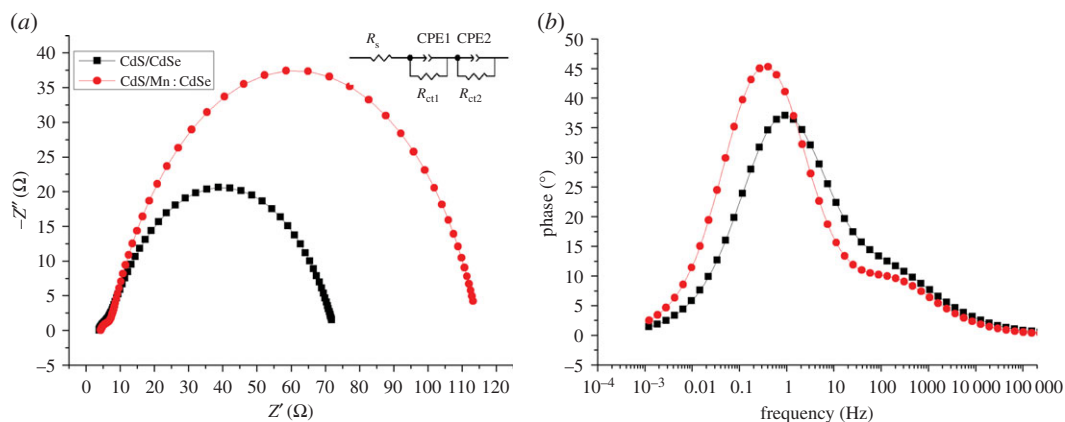 (a)
40
35
30
25
20
15
10
5
0
−5
−Z″ (Ω)
CdS/CdSe
CdS/Mn : CdSe
Rs
CPE1 CPE2
Rct1
Rct2
0 10 20 30 40 50 60 70 80 90 100 110 120
Z′ (Ω)
(b)
50
45
40
35
30
25
20
15
10
5
0
−5
phase (°)
10−4 10−3 0.01 0.1 1 10 100 1000 10 000 100 000
frequency (Hz)